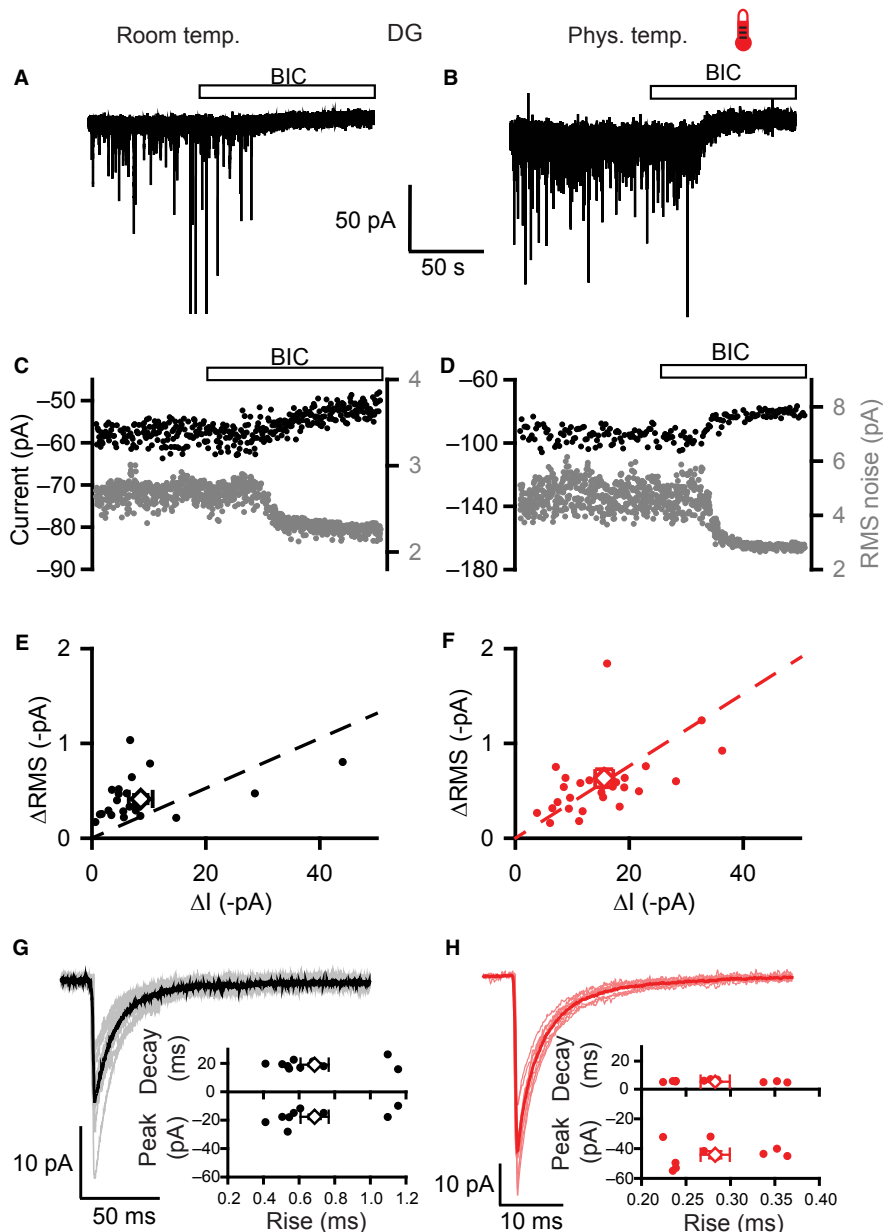 Room temp.
DG
Phys. temp.
A
BIC
B
BIC
50 pA
50 s
C
BIC
–50
–60
–70
–80
–90
Current (pA)
4
3
2
D
BIC
–60
–100
–140
–180
8
6
4
2
RMS noise (pA)
E
2
1
0
ΔRMS (-pA)
0
20
40
ΔI (-pA)
F
2
1
0
ΔRMS (-pA)
0
20
40
ΔI (-pA)
G
10 pA
50 ms
Decay (ms)
20
0
Peak (pA)
–20
–40
–60
0.2
0.4
0.6
0.8
1.0
1.2
Rise (ms)
H
10 pA
10 ms
Decay (ms)
20
0
Peak (pA)
–20
–40
–60
0.20
0.25
0.30
0.35
0.40
Rise (ms)